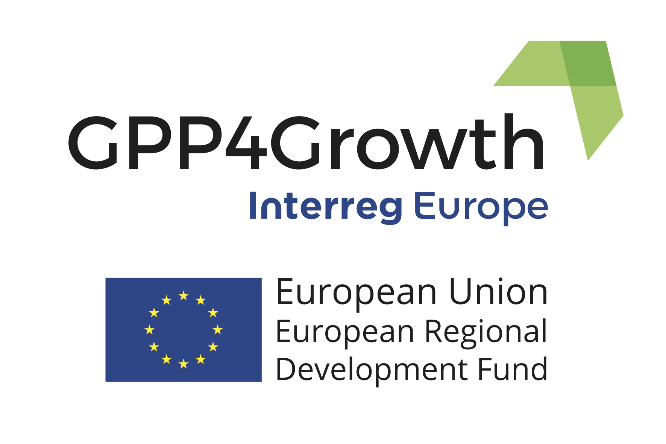 GPP4Growth
Interreg Europe
European Union
European Regional
Development Fund